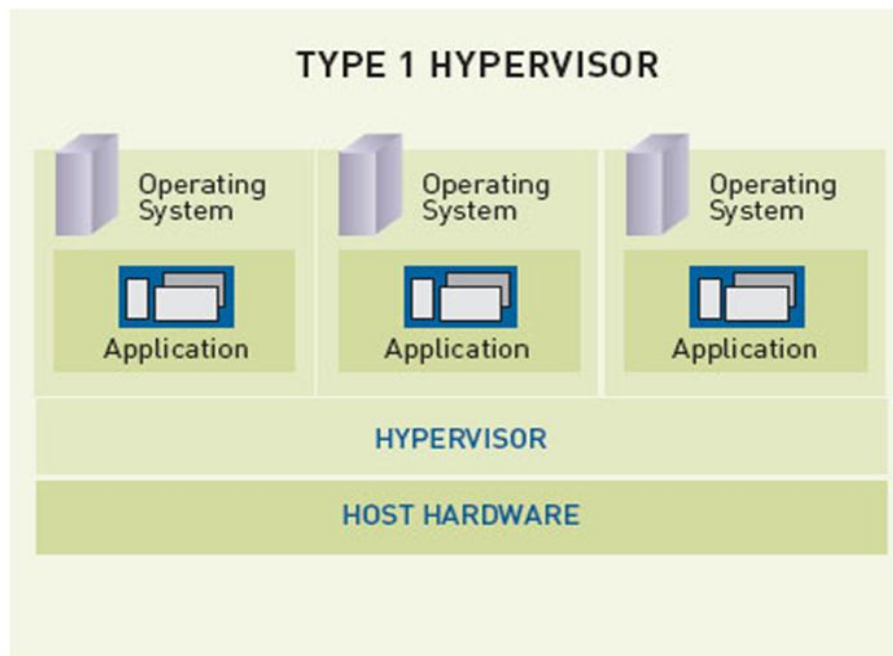 TYPE 1 HYPERVISOR
Operating
System
Application
Operating
System
Application
Operating
System
Application
HYPERVISOR
HOST HARDWARE